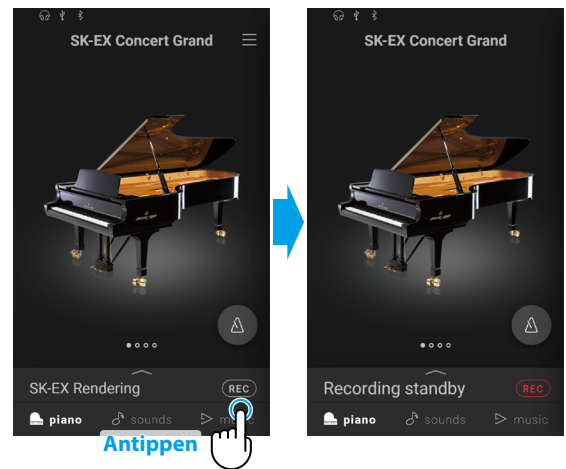 SK-EX Concert Grand
SK-EX Rendering REC
piano sounds music
Antippen
SK-EX Concert Grand
Recording standby REC
piano sounds music